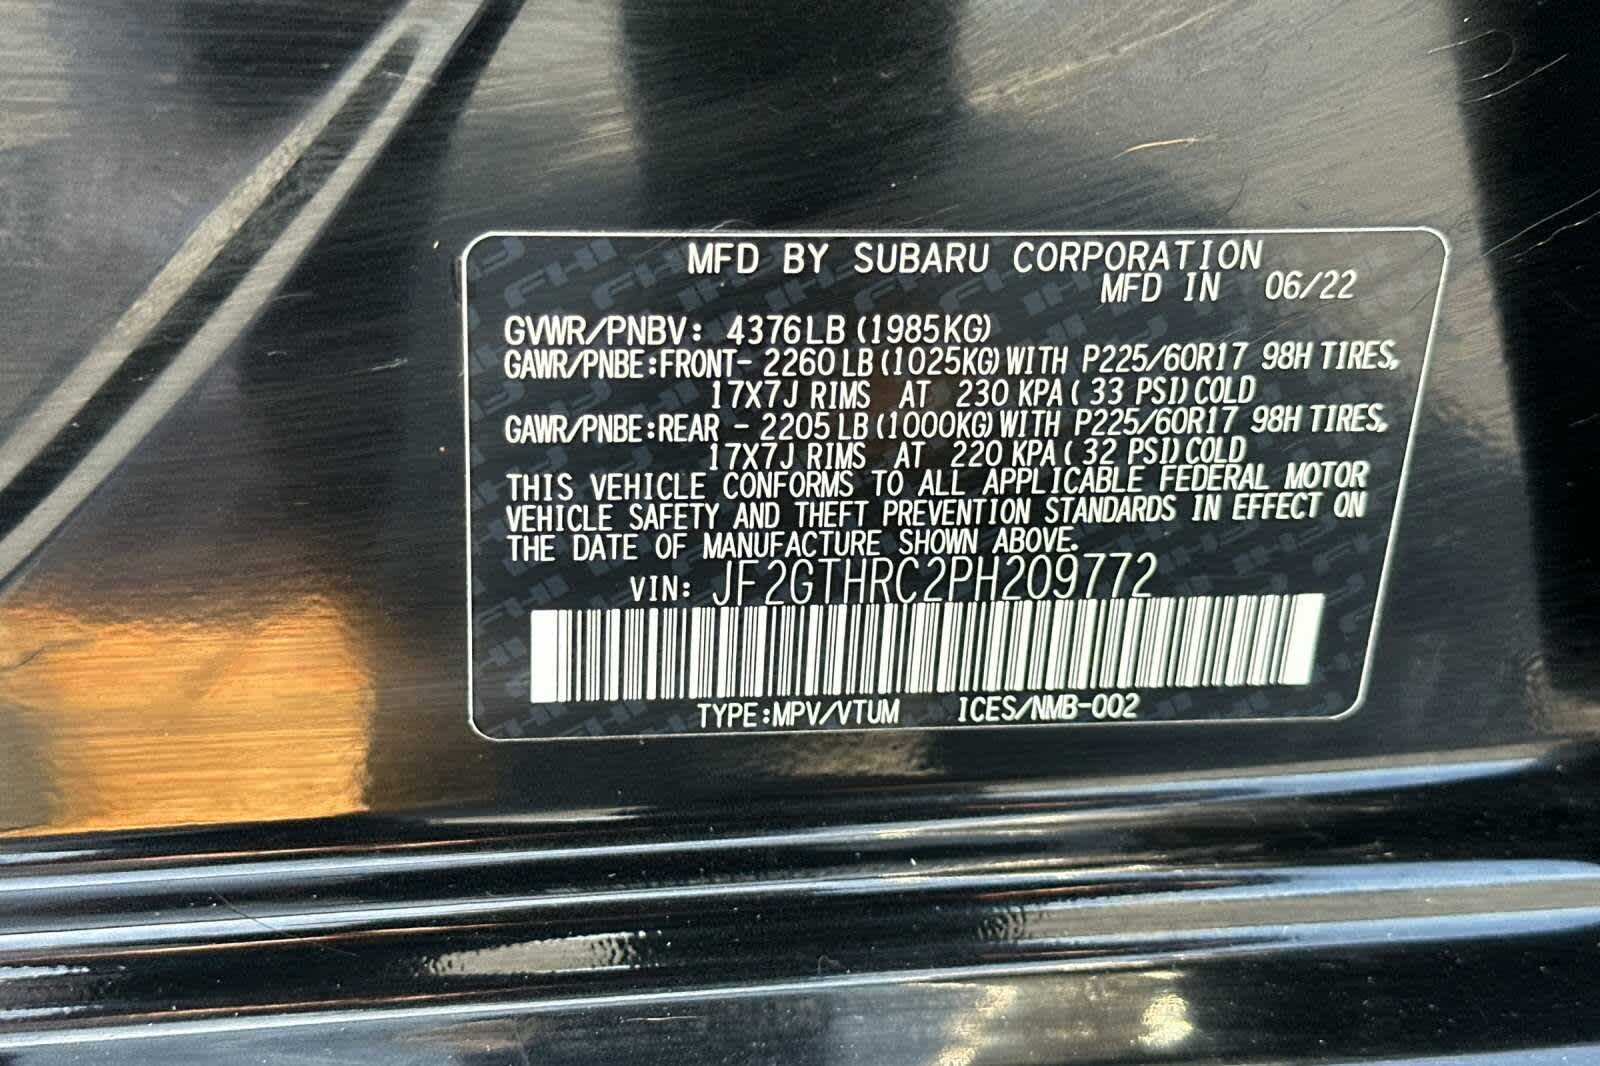 MFD BY SUBARU CORPORATION
MFD IN 06/22
GVWR/PNBV: 4376LB (1985KG)
GAWR/PNBE:FRONT- 2260LB (1025KG) WITH P225/60R17 98H TIRES,
17X7J RIMS AT 230 KPA ( 33 PSI) COLD
GAWR/PNBE:REAR - 2205LB (1000KG) WITH P225/60R17 98H TIRES,
17X7J RIMS AT 220 KPA ( 32 PSI) COLD
THIS VEHICLE CONFORMS TO ALL APPLICABLE FEDERAL MOTOR
VEHICLE SAFETY AND THEFT PREVENTION STANDARDS IN EFFECT ON
THE DATE OF MANUFACTURE SHOWN ABOVE.
VIN: JF2GTHRC2PH209772
TYPE:MPV/VTUM ICES/NMB-002